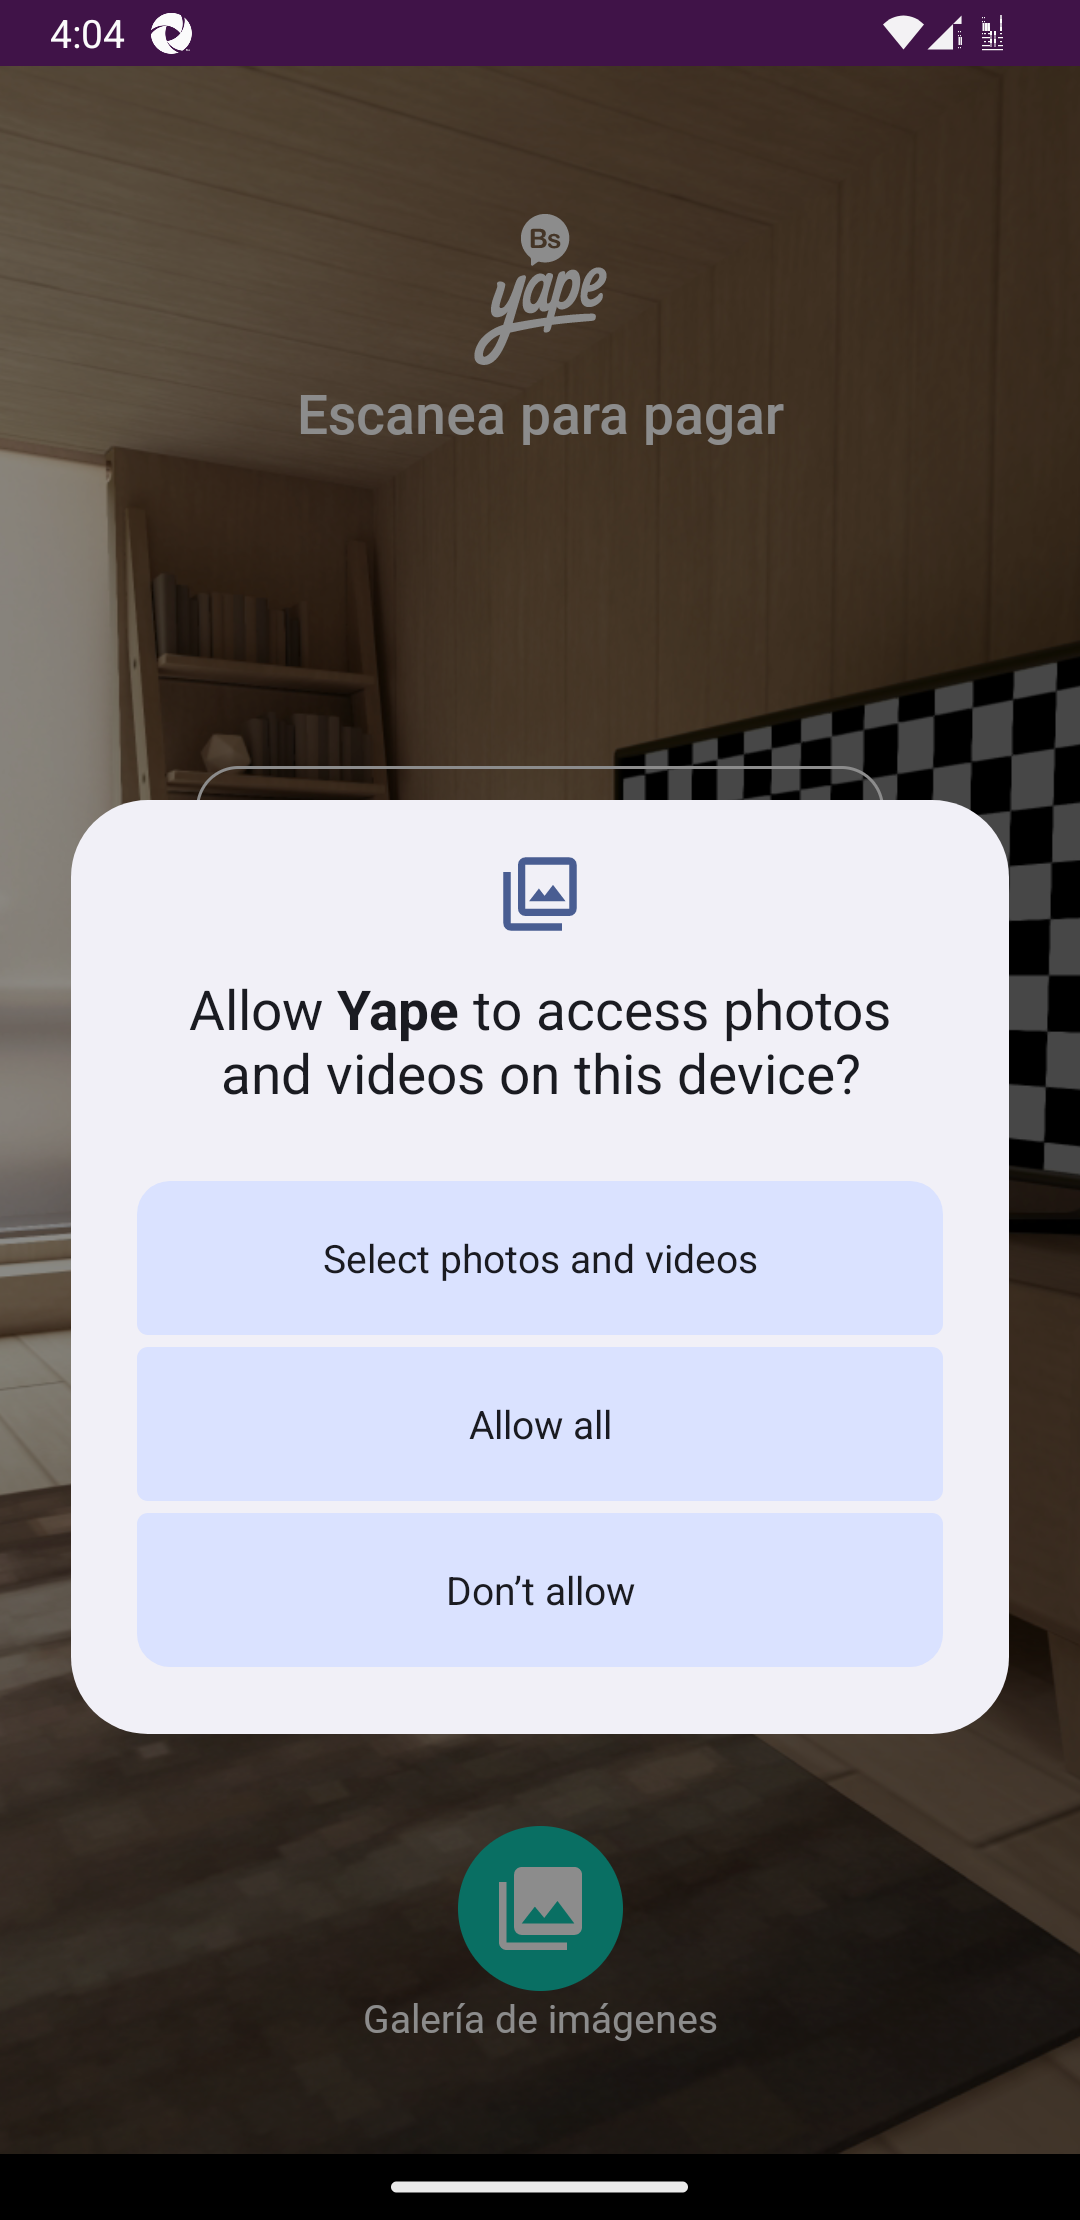 4:04
Bs
yape
Escanea para pagar
Allow Yape to access photos
and videos on this device?
Select photos and videos
Allow all
Don’t allow
Galería de imágenes